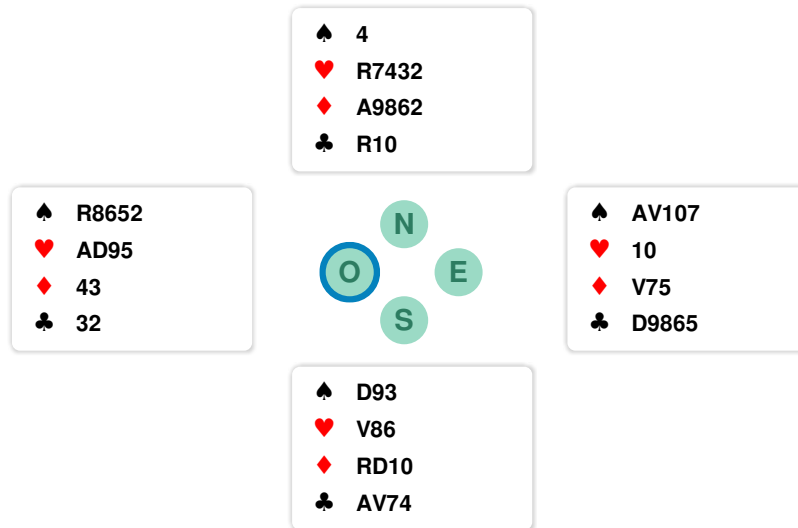 ♠ 4
♥ R7432
♦ A9862
♣ R10
♠ R8652
♥ AD95
♦ 43
♣ 32
N
O E
S
♠ AV107
♥ 10
♦ V75
♣ D9865
♠ D93
♥ V86
♦ RD10
♣ AV74